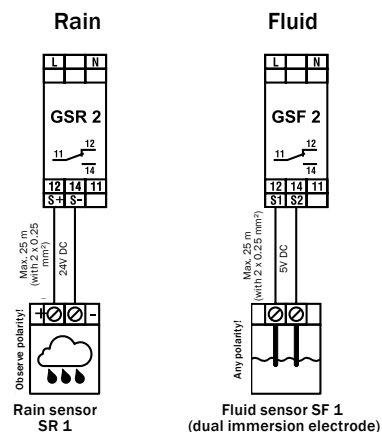 Rain
L N
GSR 2
12
11
14
12 14 11
S+ S-
Max. 25 m
(with 2 x 0.25
mm²)
24V DC
Observe polarity!
+ -
Rain sensor
SR 1
Fluid
L N
GSF 2
12
11
14
12 14 11
S1 S2
Max. 25 m
(with 2 x 0.25
mm²)
5V DC
Any polarity!
Fluid sensor SF 1
(dual immersion electrode)